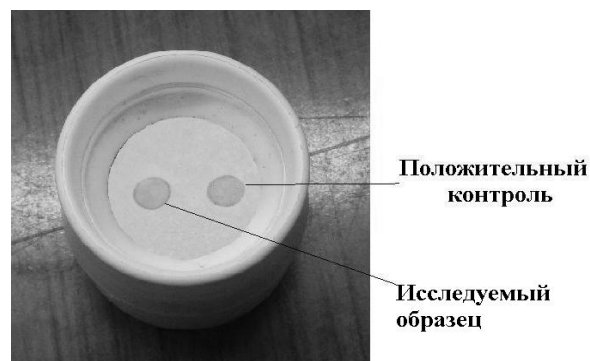 Положительный
контроль
Исследуемый
образец